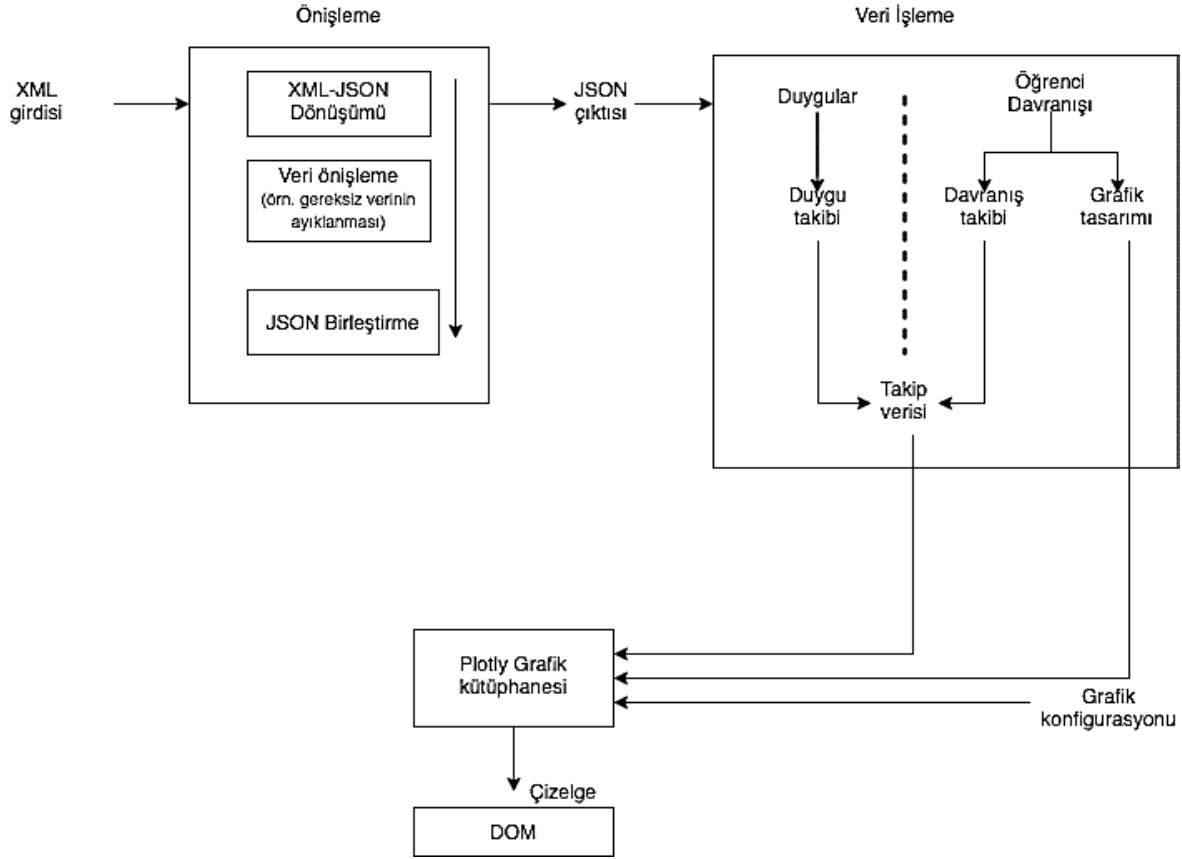 Önişleme
Veri İşleme
XML
girdisi
XML-JSON
Dönüşümü
Veri önişleme
(örn. gereksiz verinin
ayıklanması)
JSON Birleştirme
JSON
çıktısı
Duygular
Öğrenci
Davranışı
Duygu
takibi
Davranış
takibi
Grafik
tasarımı
Takip
verisi
Plotly Grafik
kütüphanesi
Grafik
konfigurasyonu
Çizelge
DOM